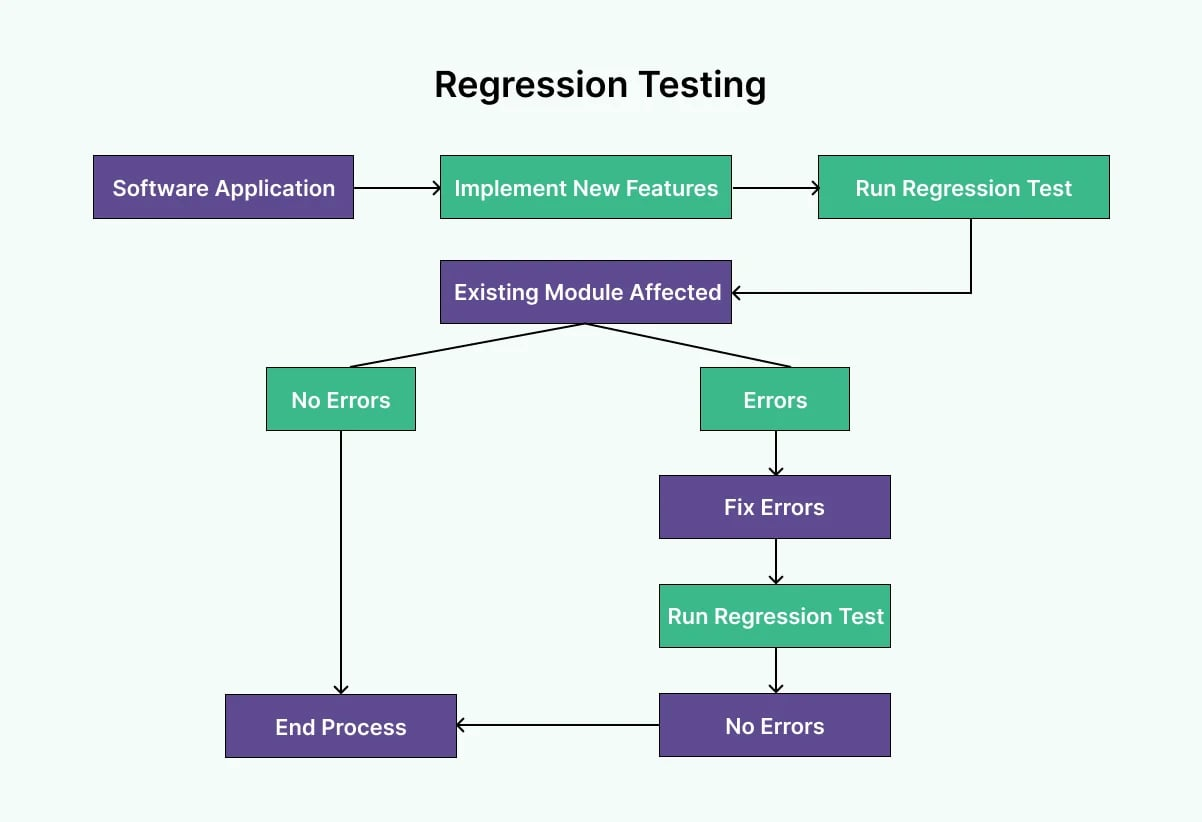 Regression Testing
Software Application
Implement New Features
Run Regression Test
Existing Module Affected
No Errors
Errors
Fix Errors
Run Regression Test
End Process
No Errors